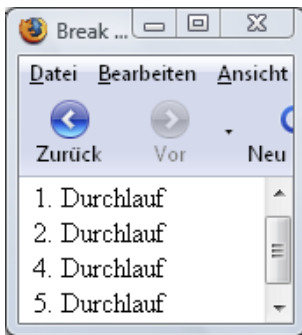 Break ...
Datei Bearbeiten Ansicht
Zurück Vor Neu
1. Durchlauf
2. Durchlauf
4. Durchlauf
5. Durchlauf